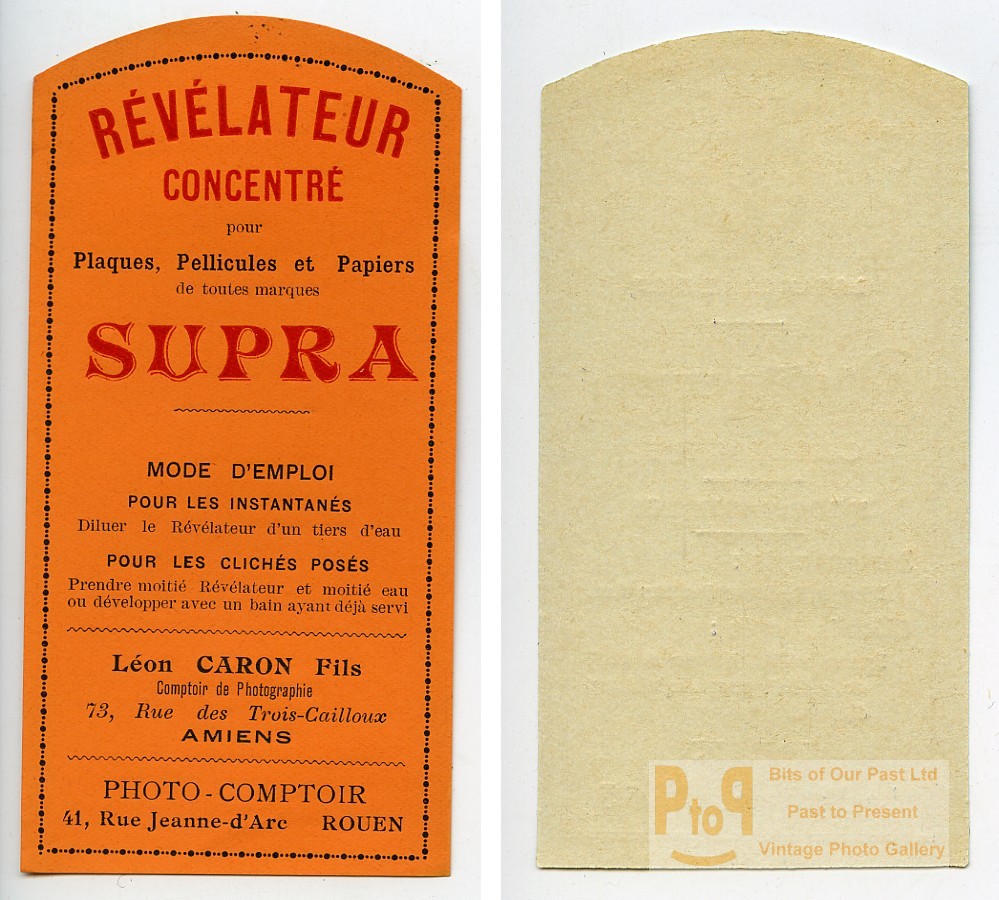 RÉVÉLATEUR
CONCENTRÉ
pour
Plaques, Pellicules et Papiers
de toutes marques
SUPRA
MODE D'EMPLOI
POUR LES INSTANTANÉS
Diluer le Révélateur d'un tiers d'eau
POUR LES CLICHÉS POSÉS
Prendre moitié Révélateur et moitié eau
ou développer avec un bain ayant déjà servi
Léon CARON Fils
Comptoir de Photographie
73, Rue des Trois-Cailloux
AMIENS
PHOTO-COMPTOIR
41, Rue Jeanne-d'Arc ROUEN
PtoP
Bits of Our Past Ltd
Past to Present
Vintage Photo Gallery